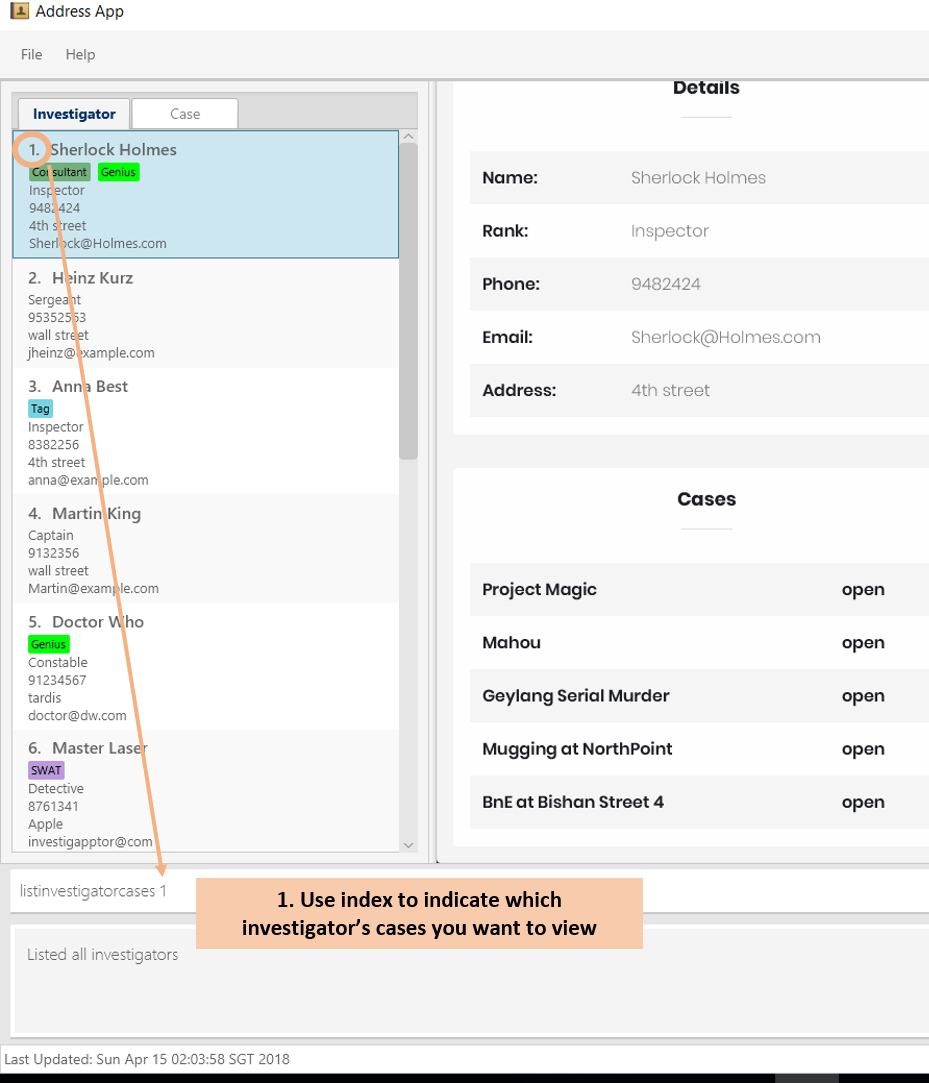 Address App
File Help
Investigator Case
1. Sherlock Holmes
Consultant Genius
Inspector
9482424
4th street
Sherlock@Holmes.com
2. Heinz Kurz
Sergeant
95352563
wall street
jheinz@example.com
3. Anna Best
Tag
Inspector
8382256
4th street
anna@example.com
4. Martin King
Captain
9132356
wall street
Martin@example.com
5. Doctor Who
Genius
Constable
91234567
tardis
doctor@dw.com
6. Master Laser
SWAT
Detective
8761341
Apple
investigapptor@com
Details
Name: Sherlock Holmes
Rank: Inspector
Phone: 9482424
Email: Sherlock@Holmes.com
Address: 4th street
Cases
Project Magic open
Mahou open
Geylang Serial Murder open
Mugging at NorthPoint open
BnE at Bishan Street 4 open
listinvestigatorcases 1
1. Use index to indicate which
investigator’s cases you want to view
Listed all investigators
Last Updated: Sun Apr 15 02:03:58 SGT 2018